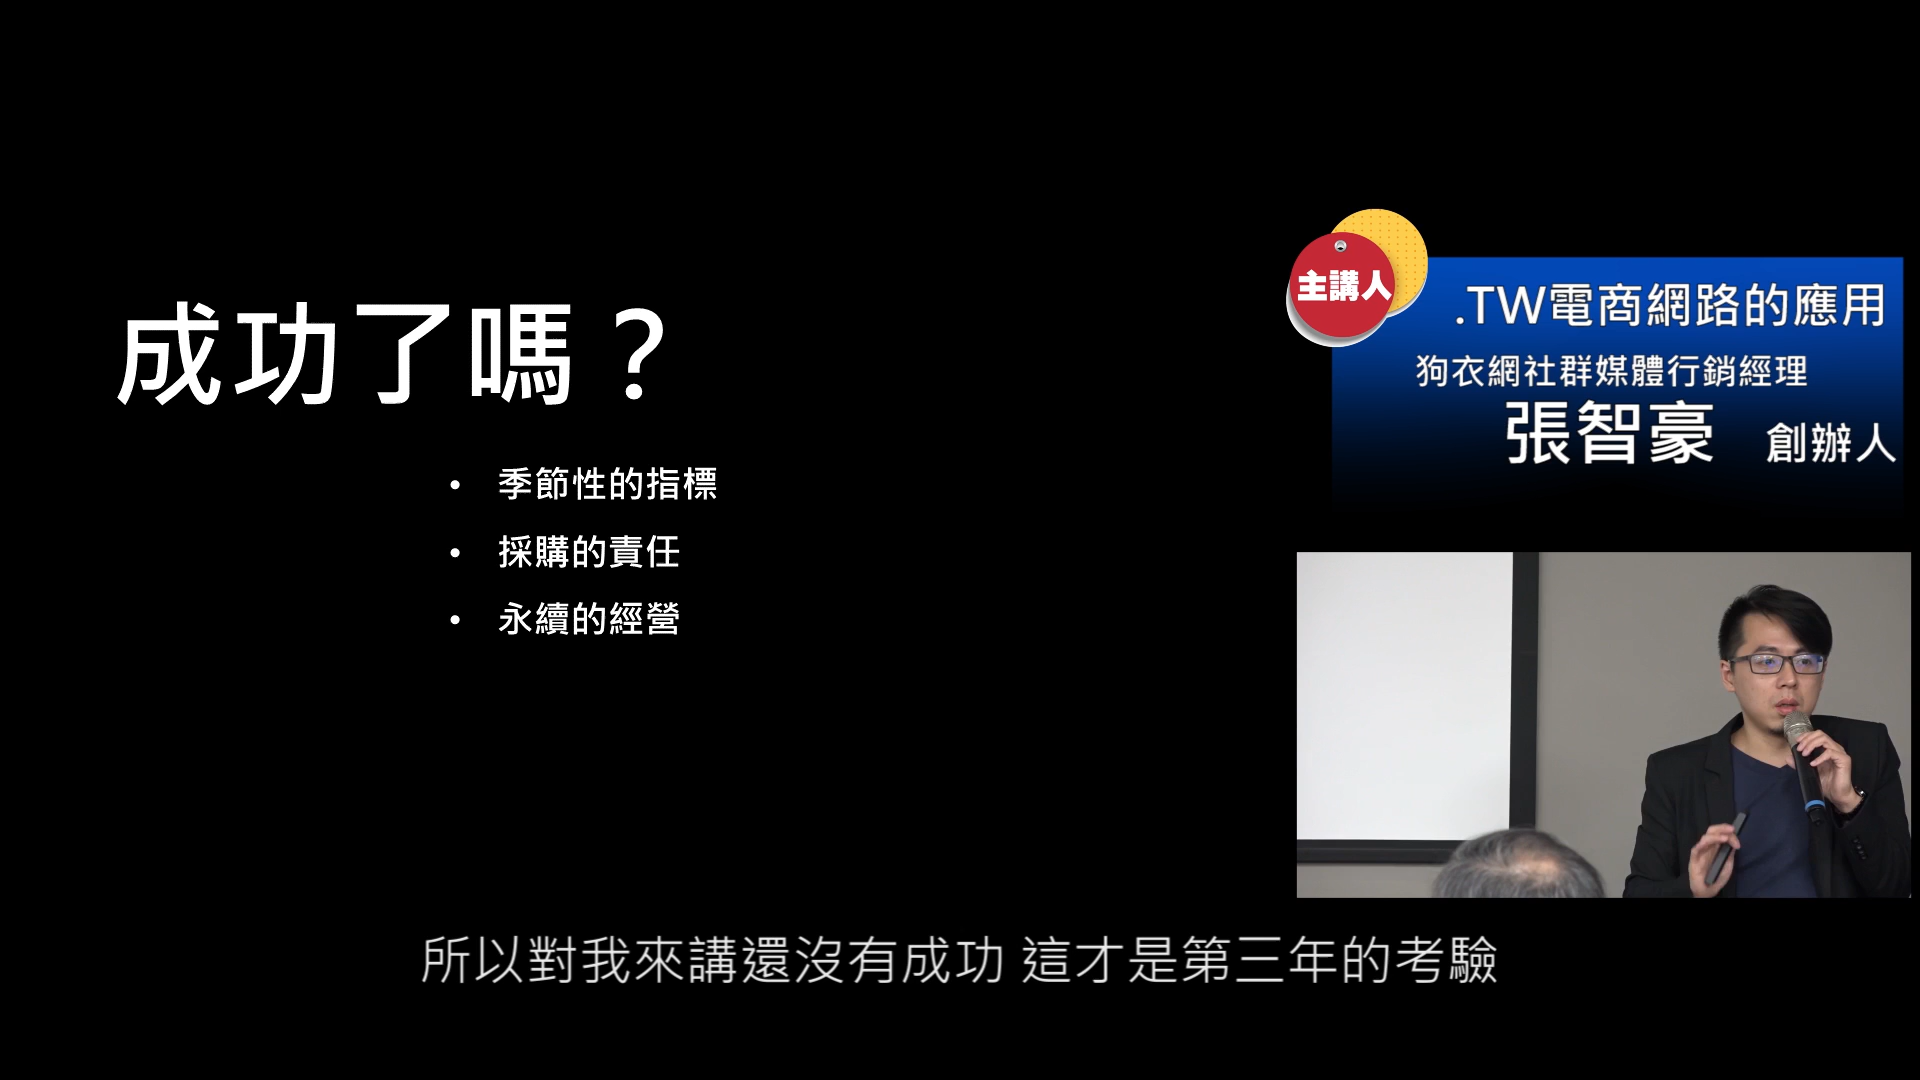 成功了嗎？
• 季節性的指標
• 採購的責任
• 永續的經營
主講人
.TW電商網路的應用
狗衣網社群媒體行銷經理
張智豪 創辦人
所以對我來講還沒有成功 這才是第三年的考驗